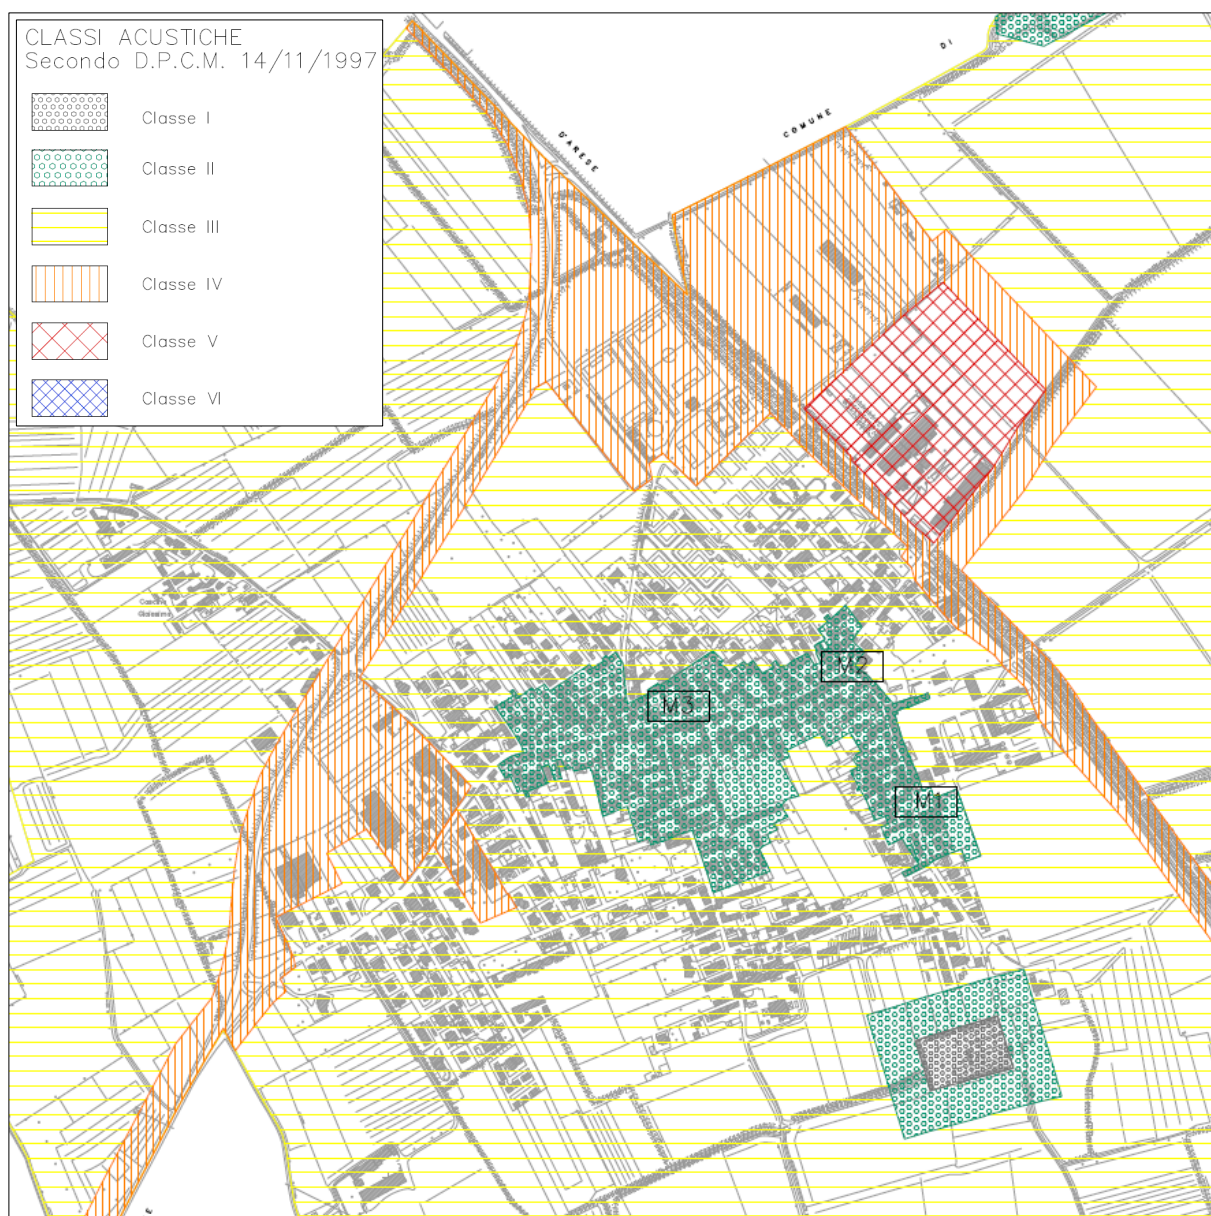 CLASSI ACUSTICHE
Secondo D.P.C.M. 14/11/1997
Classe I
Classe II
Classe III
Classe IV
Classe V
Classe VI
D'ARESE
COMUNE
DI
M2
M3
M1